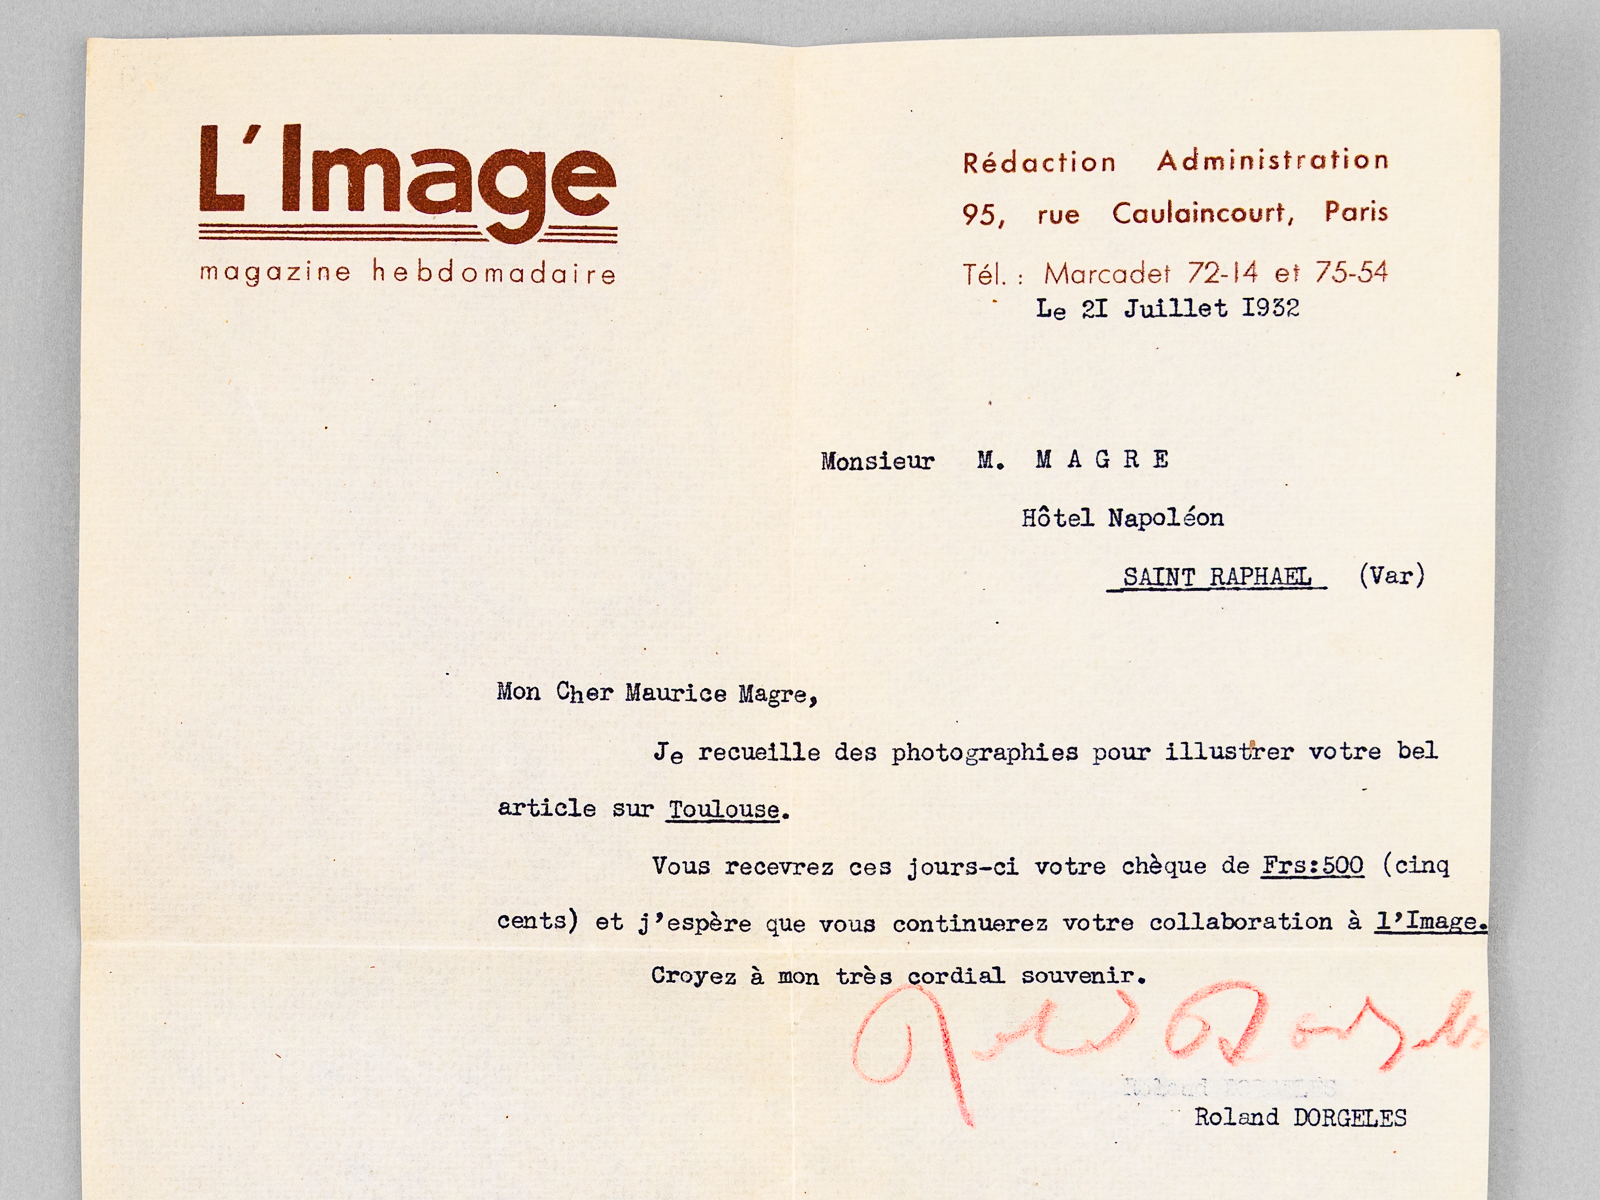 L'Image
magazine hebdomadaire
Rédaction Administration
95, rue Caulaincourt, Paris
Tél. : Marcadet 72-14 et 75-54
Le 2I Juillet I932
Monsieur M. M A G R E
Hôtel Napoléon
SAINT RAPHAEL (Var)
Mon Cher Maurice Magre,
Je recueille des photographies pour illustrer votre bel
article sur Toulouse.
Vous recevrez ces jours-ci votre chèque de Frs:500 (cinq
cents) et j'espère que vous continuerez votre collaboration à l'Image.
Croyez à mon très cordial souvenir.
Roland Dorgelès
Roland DORGELES